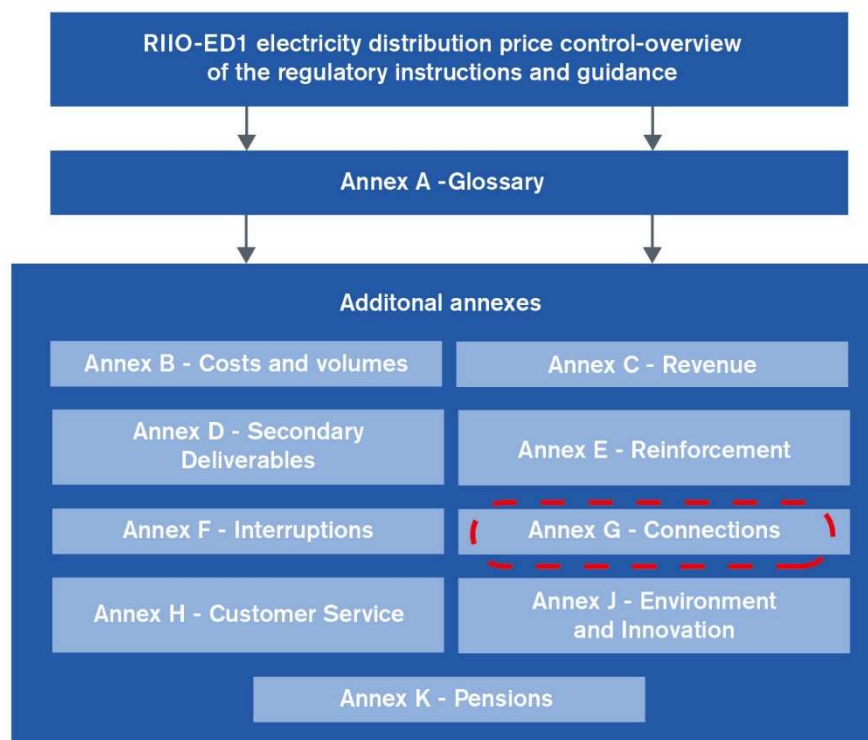 RIIO-ED1 electricity distribution price control-overview
of the regulatory instructions and guidance
Annex A -Glossary
Additonal annexes
Annex B - Costs and volumes
Annex C - Revenue
Annex D - Secondary
Deliverables
Annex E - Reinforcement
Annex F - Interruptions
Annex G - Connections
Annex H - Customer Service
Annex J - Environment
and Innovation
Annex K - Pensions